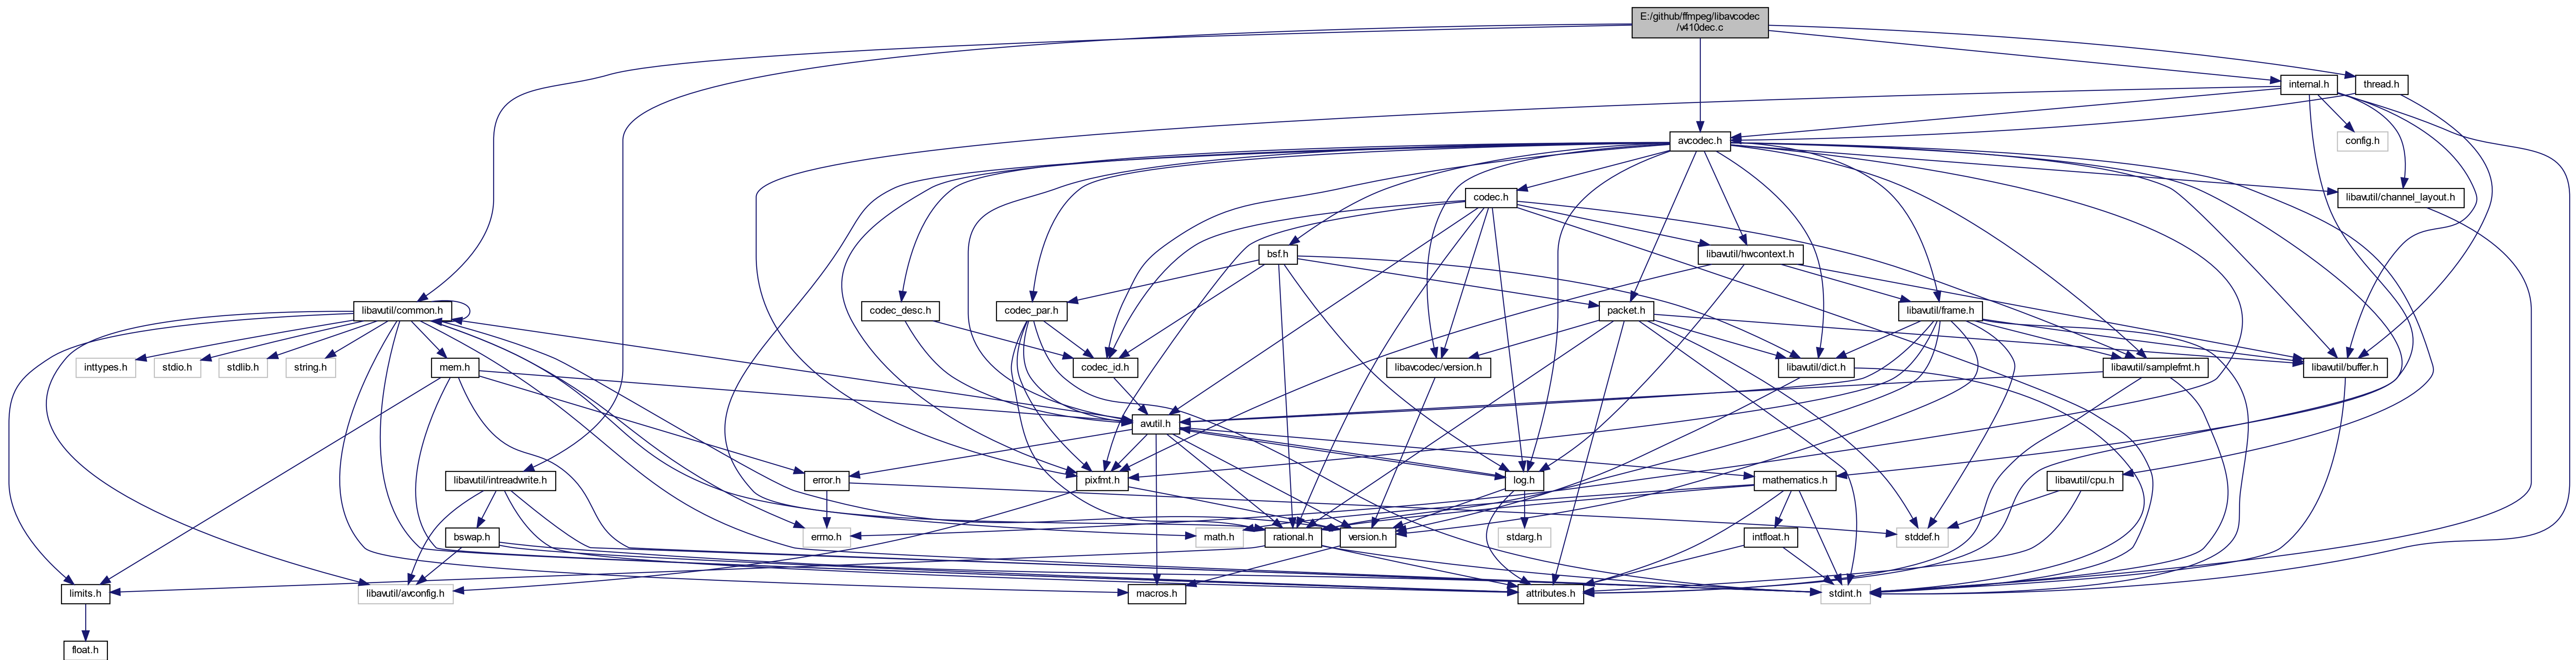 E:/github/ffmpeg/libavcodec
/v410dec.c
internal.h
thread.h
avcodec.h
config.h
codec.h
libavutil/channel_layout.h
bsf.h
libavutil/hwcontext.h
libavutil/common.h
codec_desc.h
codec_par.h
packet.h
libavutil/frame.h
inttypes.h
stdio.h
stdlib.h
string.h
mem.h
codec_id.h
libavcodec/version.h
libavutil/dict.h
libavutil/samplefmt.h
libavutil/buffer.h
avutil.h
libavutil/intreadwrite.h
error.h
pixfmt.h
log.h
mathematics.h
libavutil/cpu.h
bswap.h
errno.h
math.h
rational.h
version.h
stdarg.h
intfloat.h
stddef.h
limits.h
libavutil/avconfig.h
macros.h
attributes.h
stdint.h
float.h